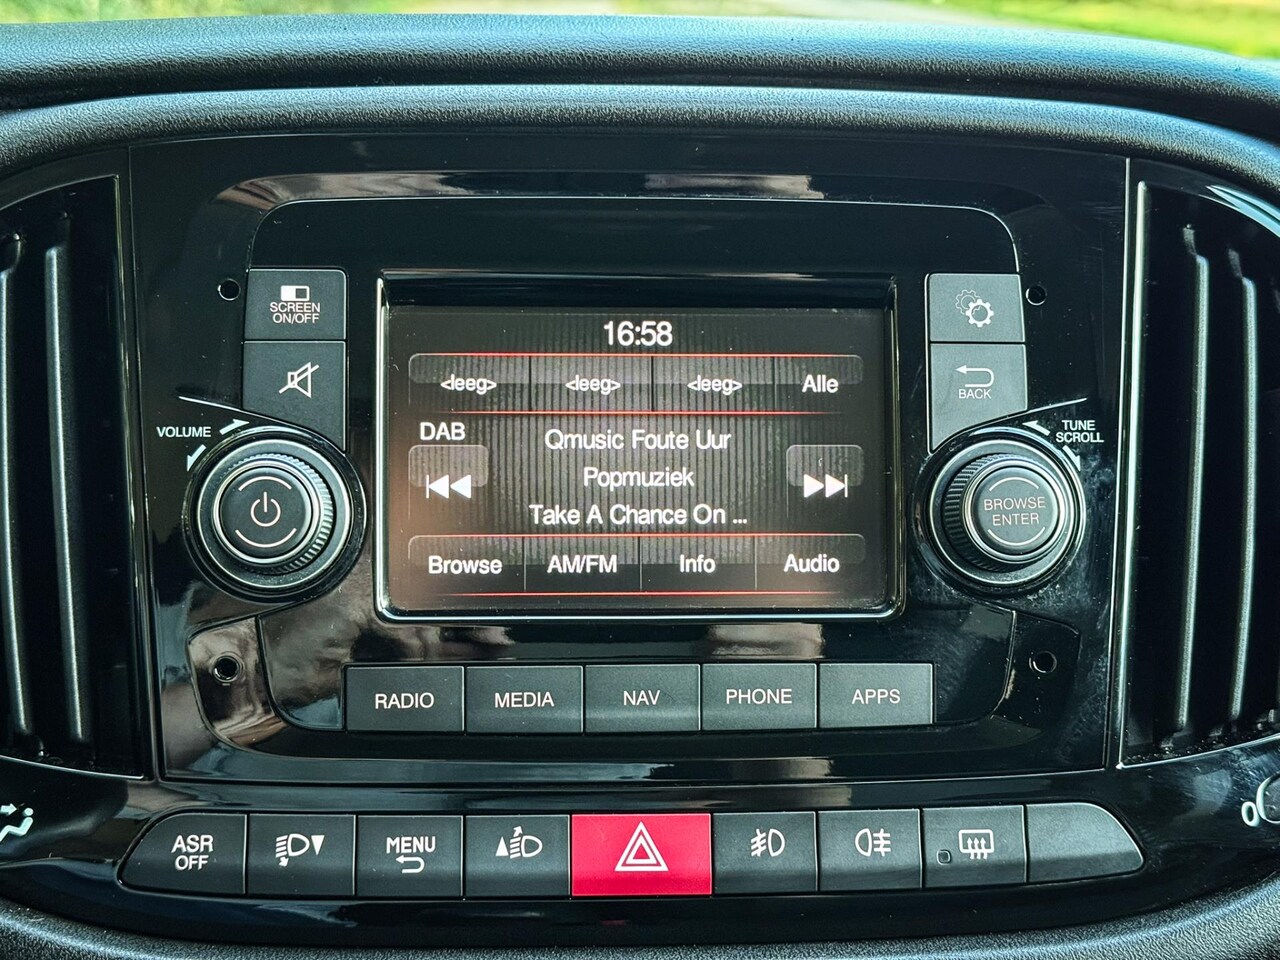 SCREEN
ON/OFF
16:58
<leeg> <leeg> <leeg> Alle
BACK
VOLUME
TUNE
SCROLL
DAB
Qmusic Foute Uur
Popmuziek
Take A Chance On ...
BROWSE
ENTER
Browse AM/FM Info Audio
RADIO MEDIA NAV PHONE APPS
ASR
OFF
MENU